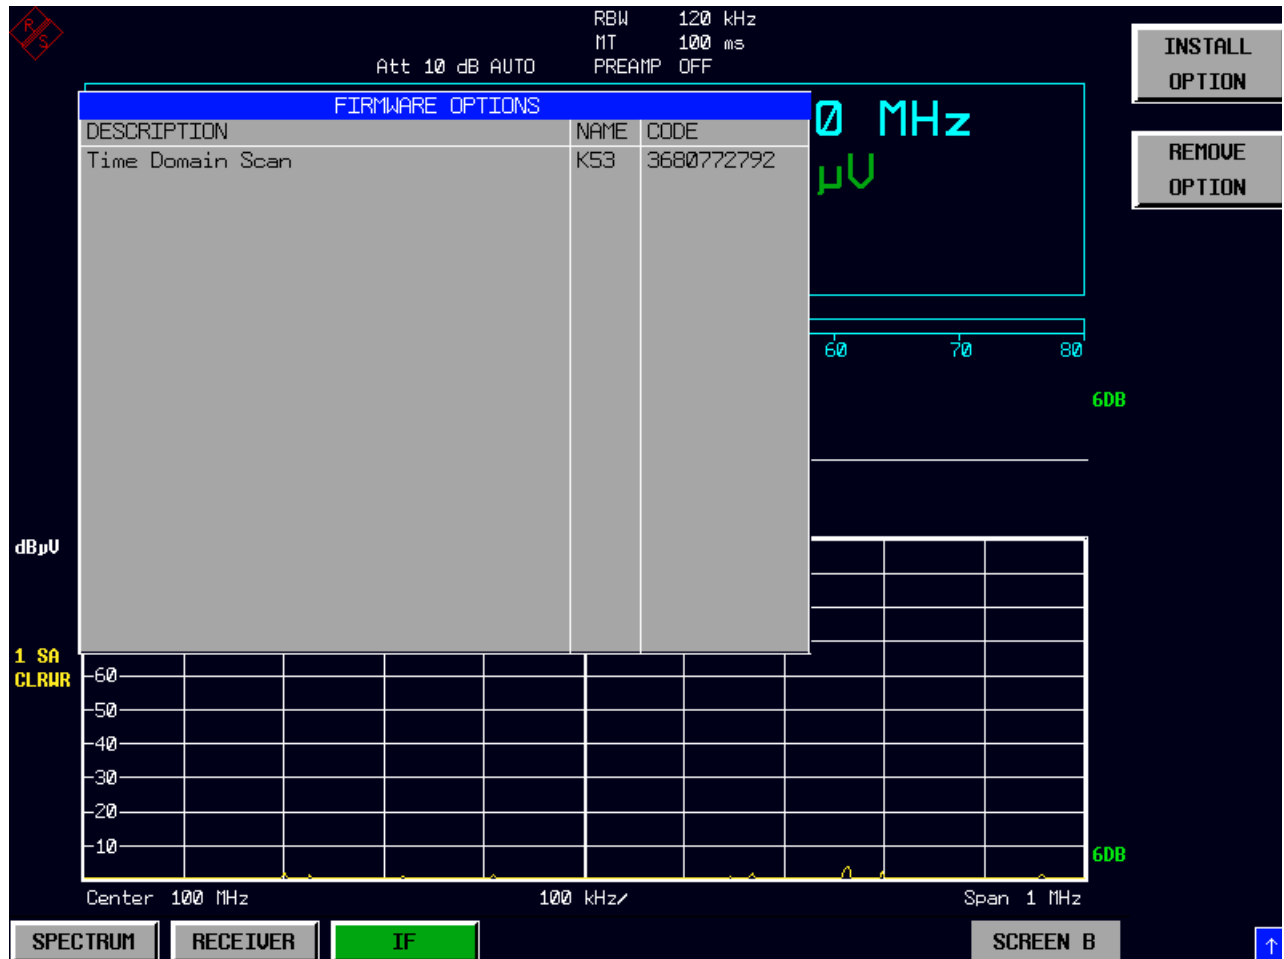 R
S
RBW 120 kHz
MT 100 ms
Att 10 dB AUTO PREAMP OFF
INSTALL
OPTION
REMOVE
OPTION
FIRMWARE OPTIONS
DESCRIPTION NAME CODE
Time Domain Scan K53 3680772792
0 MHz
µV
60 70 80
6DB
dBµV
1 SA
CLRWR
60
50
40
30
20
10
6DB
Center 100 MHz 100 kHz/ Span 1 MHz
SPECTRUM RECEIVER IF SCREEN B